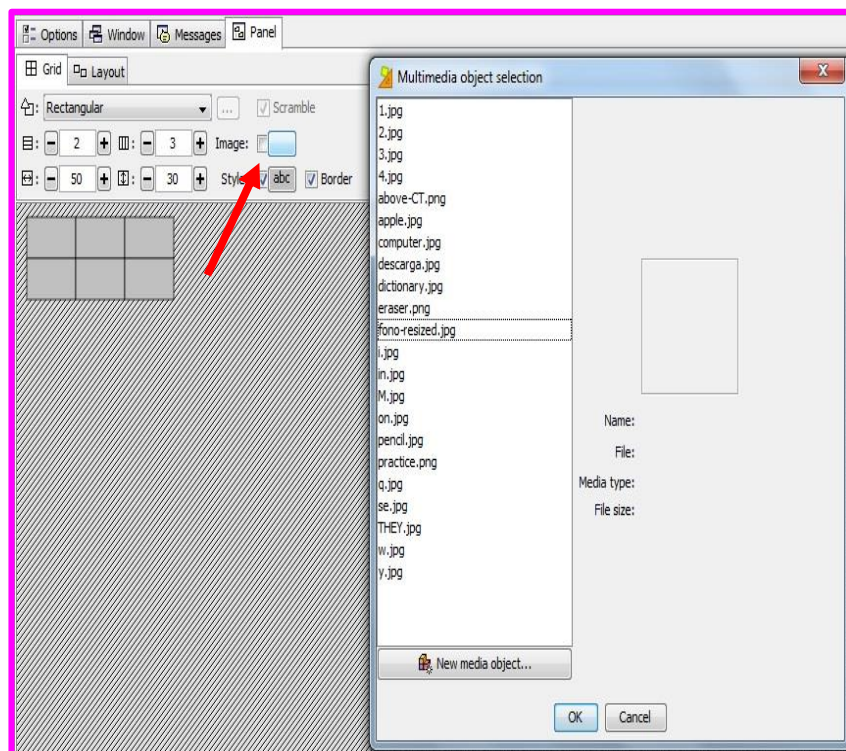 Options Window Messages Panel
Grid Layout
: Rectangular ... Scramble
: - 2 + : - 3 + Image:
: - 50 + : - 30 + Style: abc Border
Multimedia object selection
X
1.jpg
2.jpg
3.jpg
4.jpg
above-CT.png
apple.jpg
computer.jpg
descarga.jpg
dictionary.jpg
eraser.png
fono-resized.jpg
i.jpg
in.jpg
M.jpg
on.jpg
pencil.jpg
practice.png
q.jpg
se.jpg
THEY.jpg
w.jpg
y.jpg
New media object...
Name:
File:
Media type:
File size:
OK Cancel